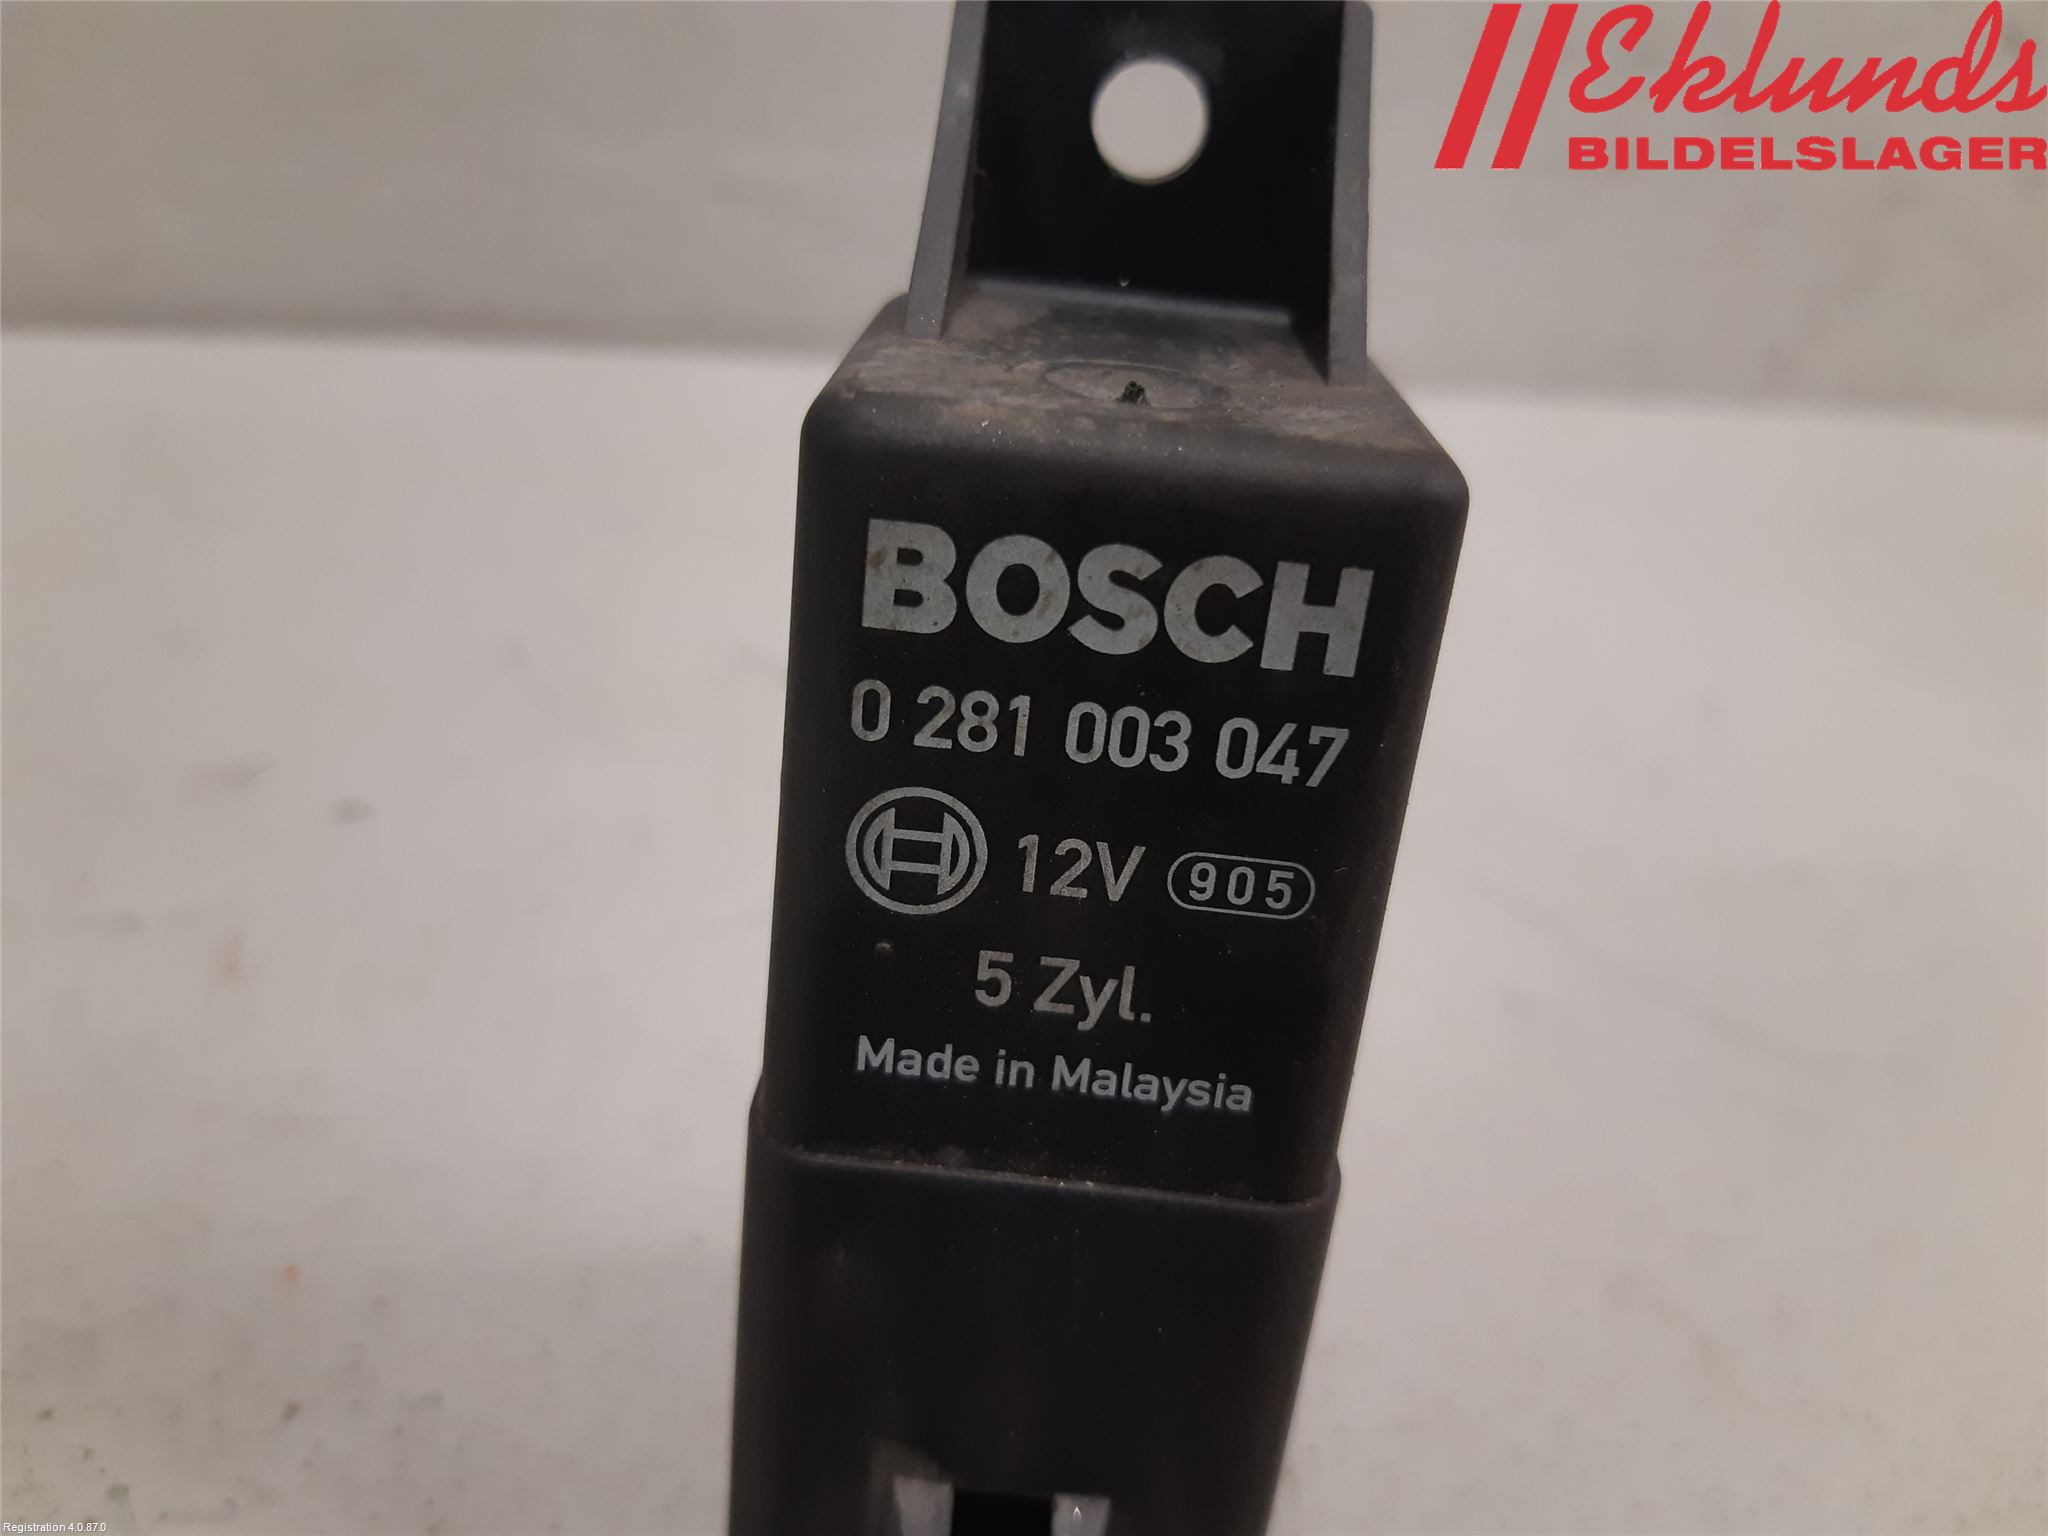 Eklunds
BILDELSLAGER
BOSCH
0 281 003 047
12V 905
5 Zyl.
Made in Malaysia
Registration 4.0.87.0